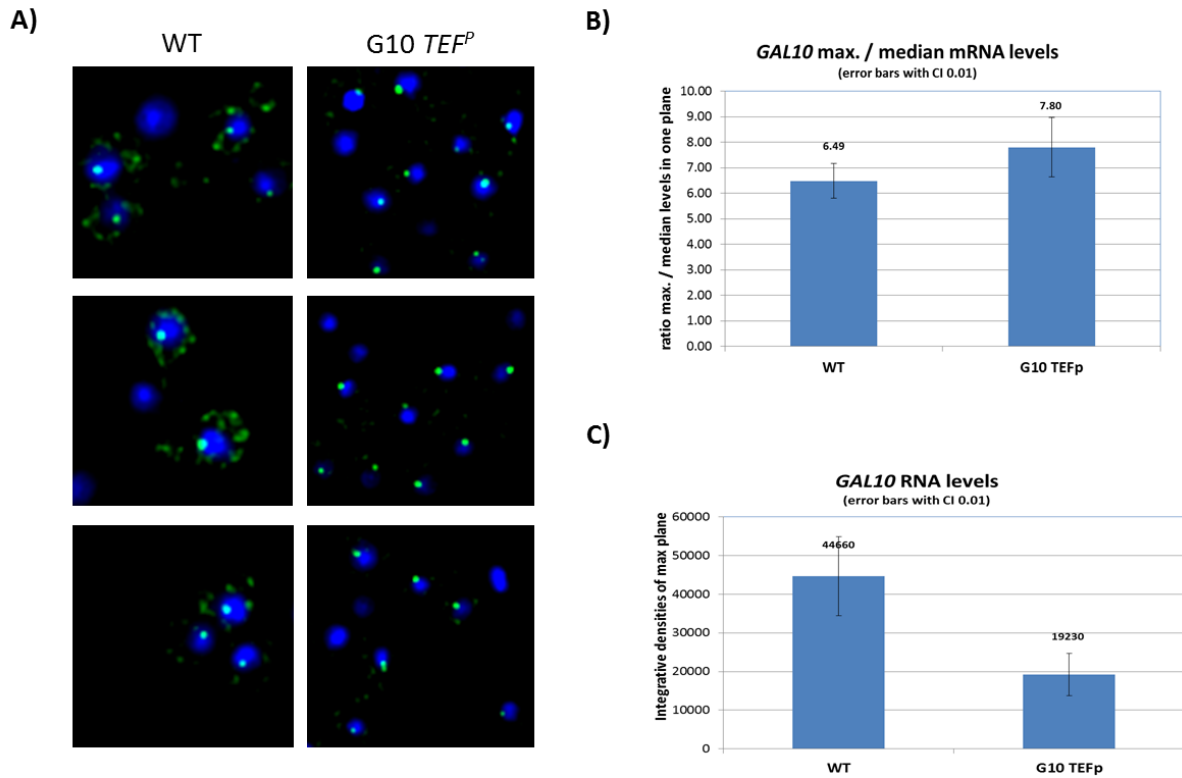 A)
WT
G10 TEFᴾ
B)
GAL10 max. / median mRNA levels
(error bars with CI 0.01)
ratio max. / median levels in one plane
10.00
9.00
8.00
7.00
6.00
5.00
4.00
3.00
2.00
1.00
0.00
6.49
7.80
WT
G10 TEFp
C)
GAL10 RNA levels
(error bars with CI 0.01)
Integrative densities of max plane
60000
50000
40000
30000
20000
10000
0
44660
19230
WT
G10 TEFp